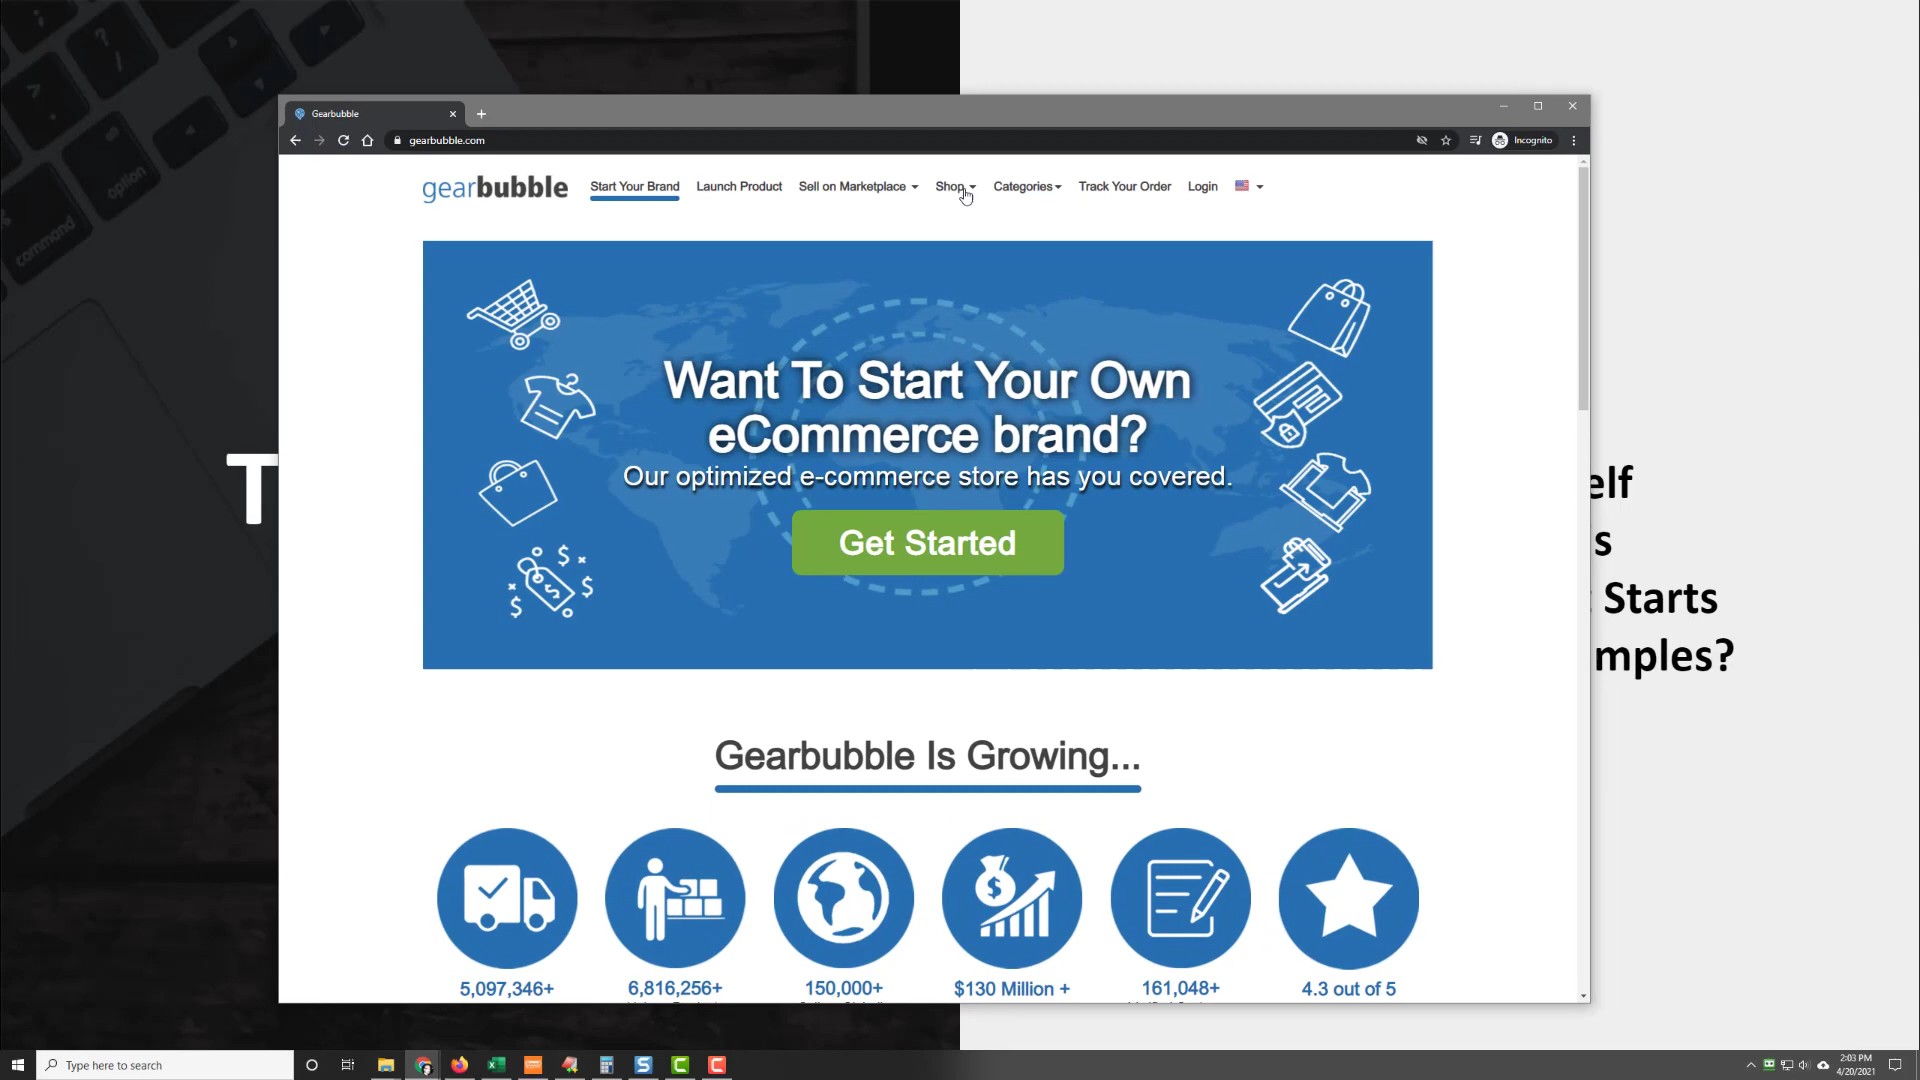 Gearbubble
gearbubble.com
Incognito
gearbubble
Start Your Brand
Launch Product
Sell on Marketplace
Shop
Categories
Track Your Order
Login
Want To Start Your Own
eCommerce brand?
Our optimized e-commerce store has you covered.
Get Started
T
elf
s
Starts
mples?
Gearbubble Is Growing...
5,097,346+
6,816,256+
150,000+
$130 Million +
161,048+
4.3 out of 5
command
option
Type here to search
2:03 PM
4/20/2021